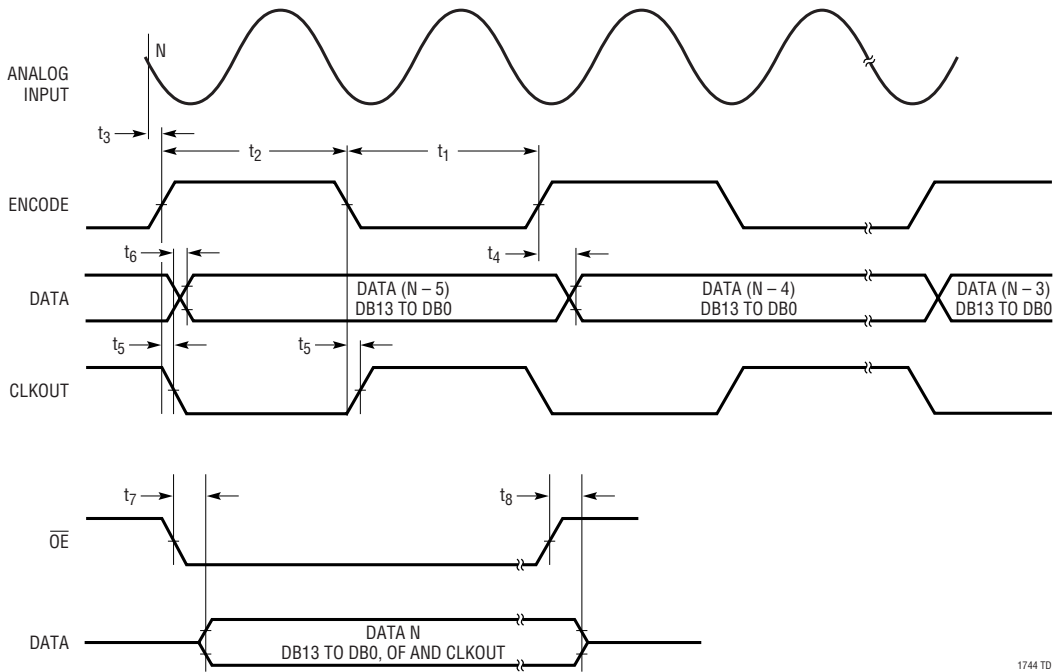 N
ANALOG
INPUT
t3
t2
t1
ENCODE
t6
t4
DATA
DATA (N – 5)
DB13 TO DB0
DATA (N – 4)
DB13 TO DB0
DATA (N – 3)
DB13 TO DB0
t5
t5
CLKOUT
t7
t8
OE
DATA
DATA N
DB13 TO DB0, OF AND CLKOUT
1744 TD